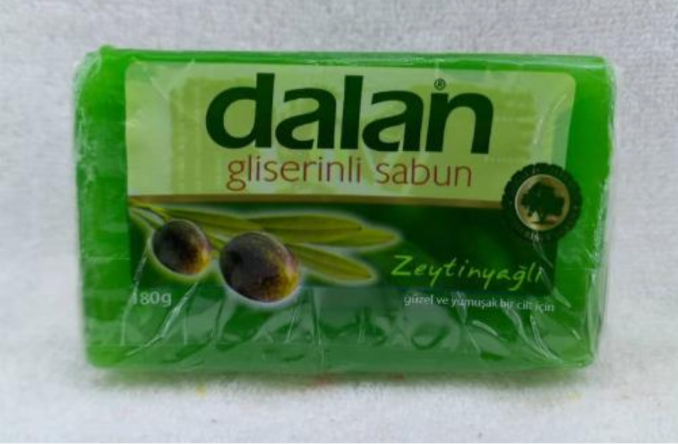 dalan®
gliserinli sabun
Zeytinyağlı
180g
güzel ve yumuşak bir cilt için